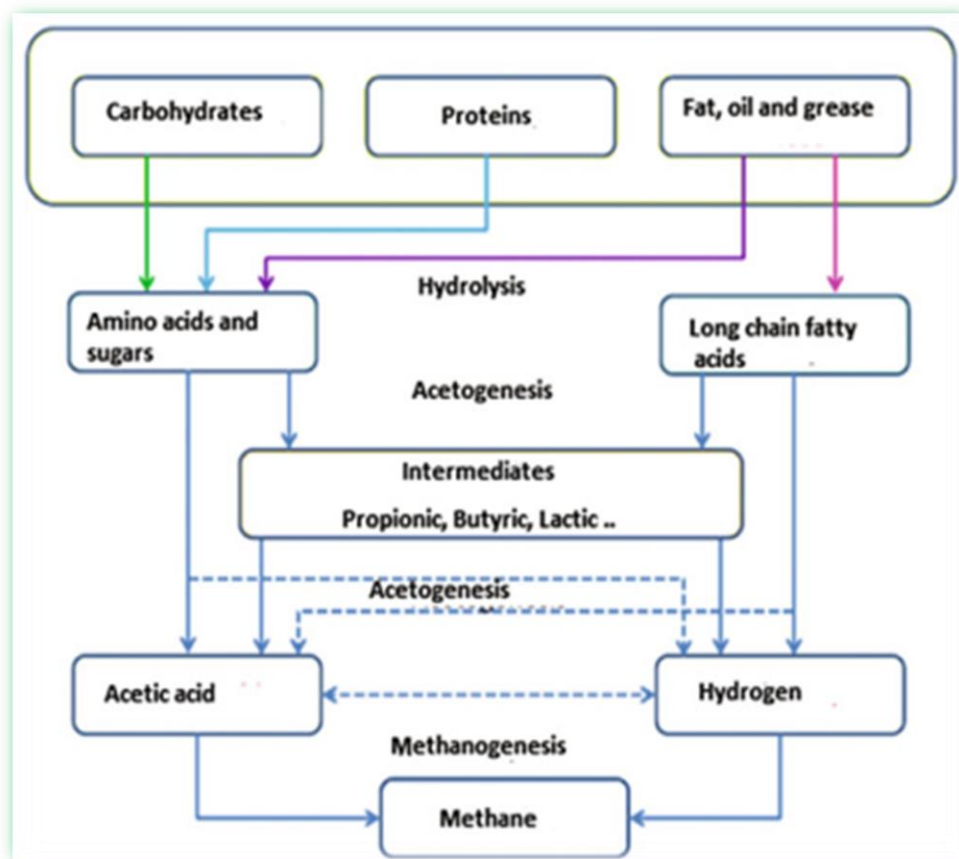 Carbohydrates
Proteins
Fat, oil and grease
Hydrolysis
Amino acids and
sugars
Long chain fatty
acids
Acetogenesis
Intermediates
Propionic, Butyric, Lactic ..
Acetogenesis
Acetic acid
Hydrogen
Methanogenesis
Methane